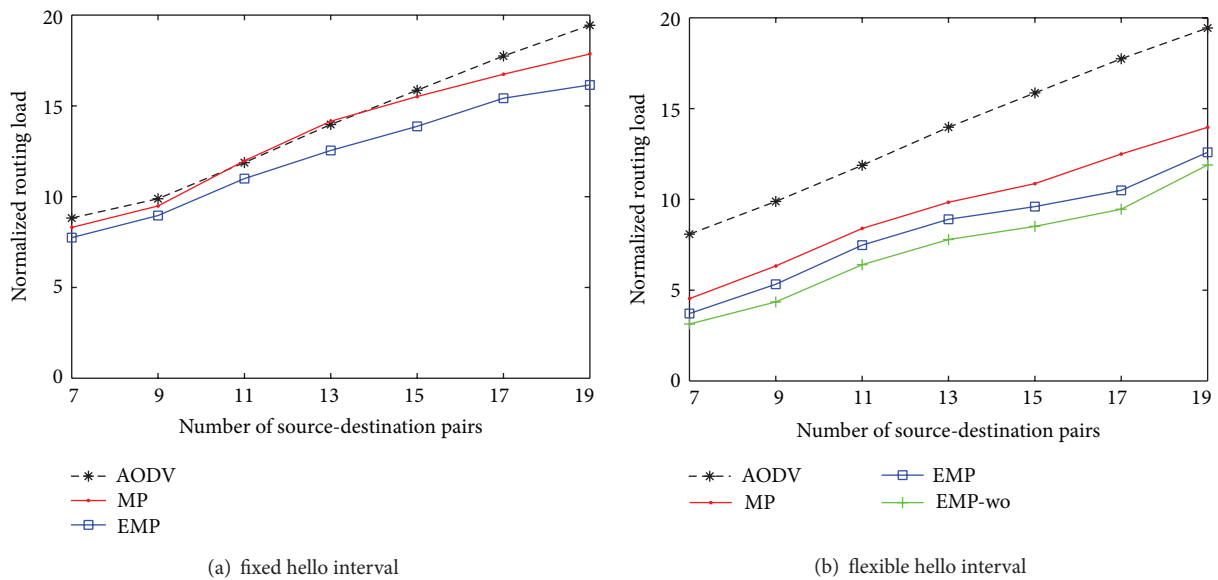 20
15
10
5
0
Normalized routing load
7 9 11 13 15 17 19
Number of source-destination pairs
AODV
MP
EMP
(a) fixed hello interval
20
15
10
5
0
Normalized routing load
7 9 11 13 15 17 19
Number of source-destination pairs
AODV
MP
EMP
EMP-wo
(b) flexible hello interval